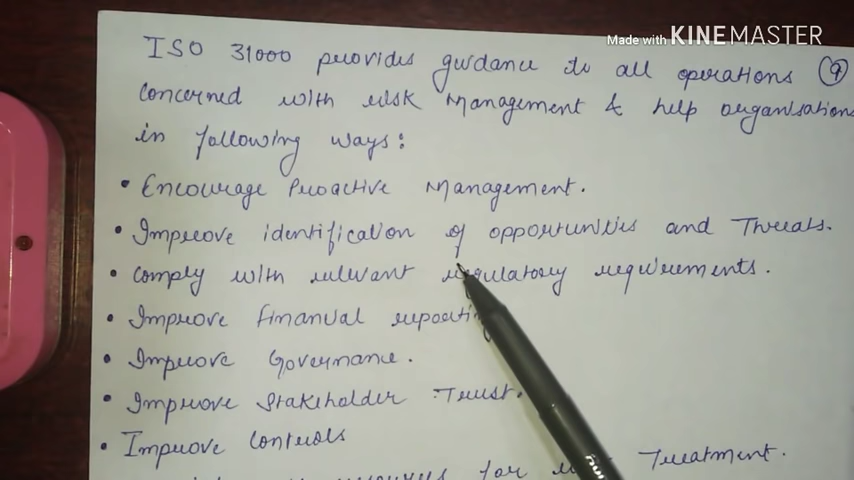 Made with KINEMASTER
ISO 31000 provides guidance to all operations (9)
concerned with risk Management & help organisations
in following ways:
• Encourage Proactive Management.
• Improve identification of opportunities and Threats.
• Comply with relevant regulatory requirements.
• Improve financial
• Improve Governance.
• Improve Stakeholder Trust.
• Improve Controls
for Treatment.